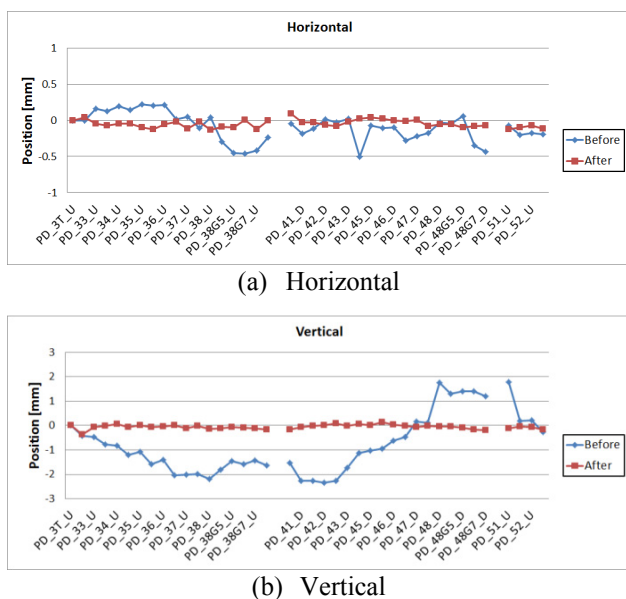 Horizontal
Position [mm]
1
0.5
0
-0.5
-1
PD_3T_U
PD_33_U
PD_34_U
PD_35_U
PD_36_U
PD_37_U
PD_38_U
PD_38G5_U
PD_38G7_U
PD_41_D
PD_42_D
PD_43_D
PD_45_D
PD_46_D
PD_47_D
PD_48_D
PD_48G5_D
PD_48G7_D
PD_51_U
PD_52_U
Before
After
(a) Horizontal
Vertical
Position [mm]
3
2
1
0
-1
-2
-3
PD_3T_U
PD_33_U
PD_34_U
PD_35_U
PD_36_U
PD_37_U
PD_38_U
PD_38G5_U
PD_38G7_U
PD_41_D
PD_42_D
PD_43_D
PD_45_D
PD_46_D
PD_47_D
PD_48_D
PD_48G5_D
PD_48G7_D
PD_51_U
PD_52_U
Before
After
(b) Vertical